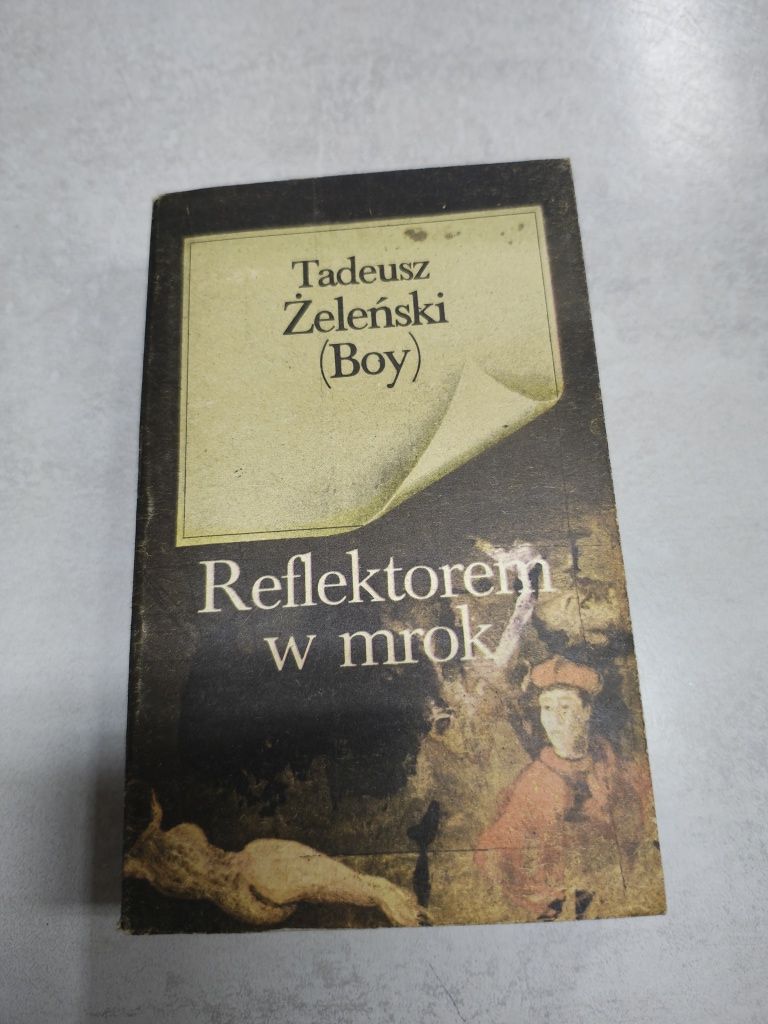 Tadeusz
Żeleński
(Boy)
Reflektorem
w mrok